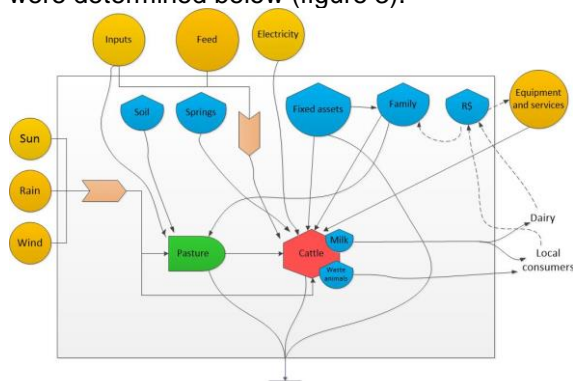 were determined below (figure 3).
Inputs
Feed
Electricity
Soil
Springs
Fixed assets
Family
R$
Equipment
and services
Sun
Rain
Wind
Pasture
Cattle
Milk
Waste
animals
Dairy
Local
consumers